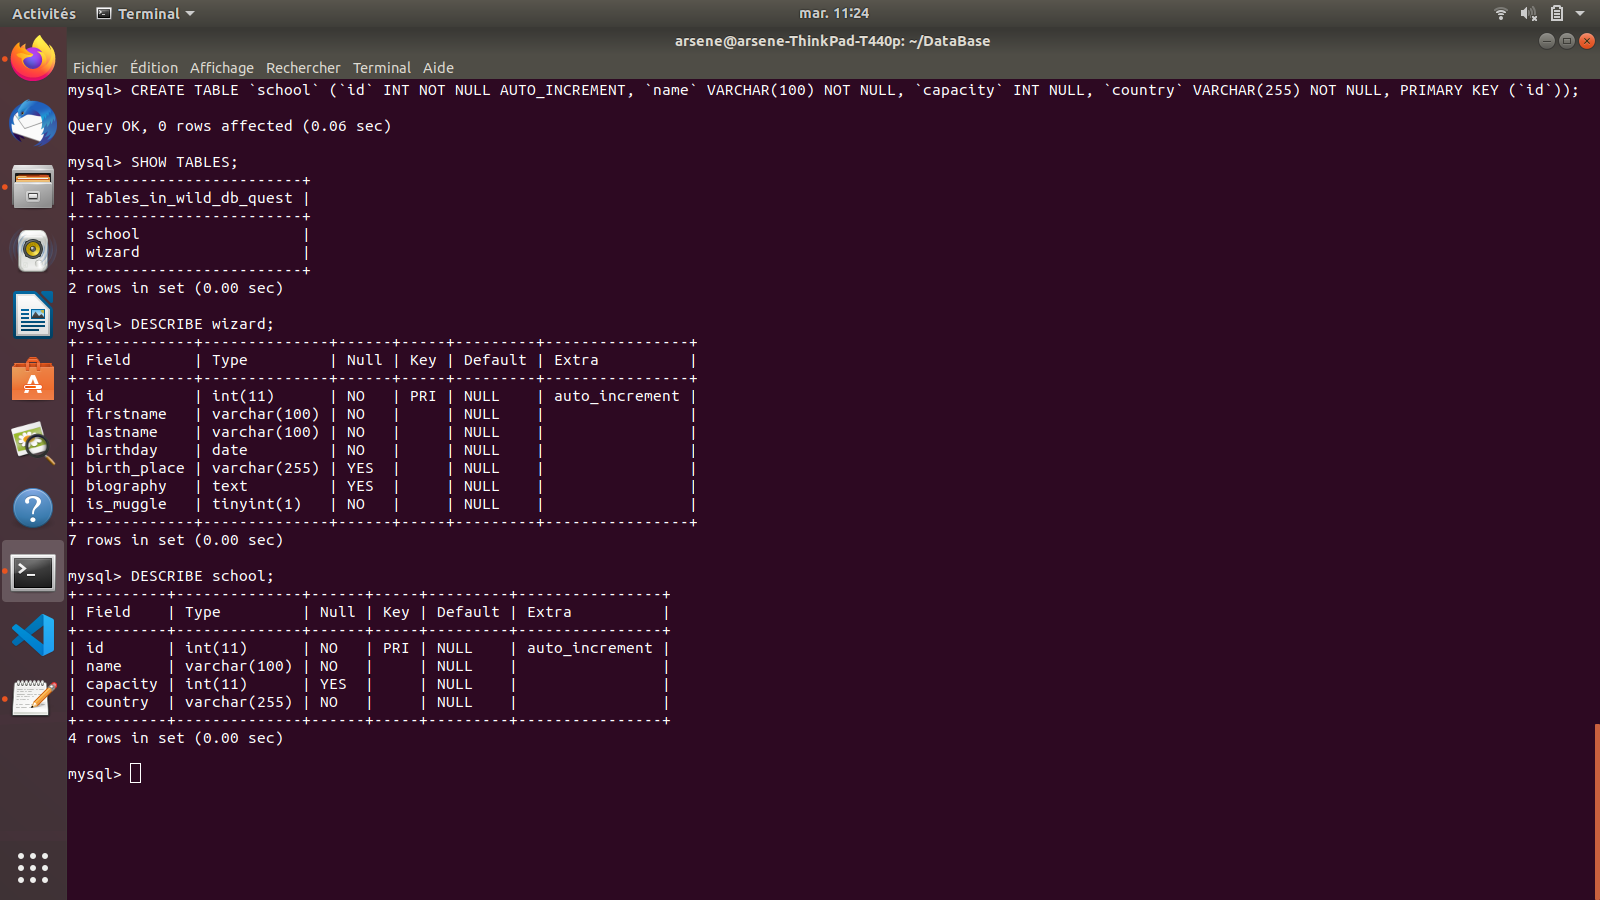 Activités Terminal mar. 11:24
arsene@arsene-ThinkPad-T440p: ~/DataBase
Fichier Édition Affichage Rechercher Terminal Aide
mysql> CREATE TABLE `school` (`id` INT NOT NULL AUTO_INCREMENT, `name` VARCHAR(100) NOT NULL, `capacity` INT NULL, `country` VARCHAR(255) NOT NULL, PRIMARY KEY (`id`));
Query OK, 0 rows affected (0.06 sec)
mysql> SHOW TABLES;
+-------------------------+
| Tables_in_wild_db_quest |
+-------------------------+
| school                  |
| wizard                  |
+-------------------------+
2 rows in set (0.00 sec)
mysql> DESCRIBE wizard;
+-------------+--------------+------+-----+---------+----------------+
| Field       | Type         | Null | Key | Default | Extra          |
+-------------+--------------+------+-----+---------+----------------+
| id          | int(11)      | NO   | PRI | NULL    | auto_increment |
| firstname   | varchar(100) | NO   |     | NULL    |                |
| lastname    | varchar(100) | NO   |     | NULL    |                |
| birthday    | date         | NO   |     | NULL    |                |
| birth_place | varchar(255) | YES  |     | NULL    |                |
| biography   | text         | YES  |     | NULL    |                |
| is_muggle   | tinyint(1)   | NO   |     | NULL    |                |
+-------------+--------------+------+-----+---------+----------------+
7 rows in set (0.00 sec)
mysql> DESCRIBE school;
+----------+--------------+------+-----+---------+----------------+
| Field    | Type         | Null | Key | Default | Extra          |
+----------+--------------+------+-----+---------+----------------+
| id       | int(11)      | NO   | PRI | NULL    | auto_increment |
| name     | varchar(100) | NO   |     | NULL    |                |
| capacity | int(11)      | YES  |     | NULL    |                |
| country  | varchar(255) | NO   |     | NULL    |                |
+----------+--------------+------+-----+---------+----------------+
4 rows in set (0.00 sec)
mysql>